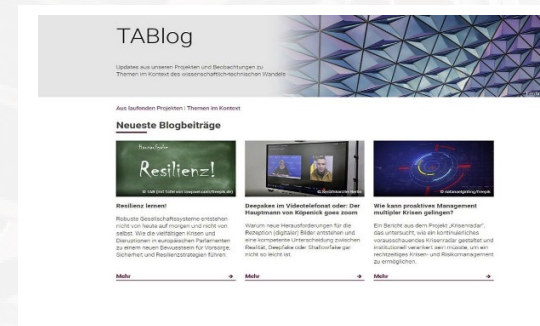 TABlog
Updates aus unseren Projekten und Beobachtungen zu
Themen im Kontext des wissenschaftlich-technischen Wandels
Aus laufenden Projekten | Themen im Kontext
Neueste Blogbeiträge
Resilienz!
Resilienz lernen!
Robuste Gesellschaftssysteme entstehen
nicht von heute auf morgen und nicht von
selbst. Wie die vielfältigen Krisen und
Disruptionen in europäischen Parlamenten
zu einem neuen Bewusstsein für Vorsorge,
Sicherheit und Resilienzstrategien führen.
Mehr →
Deepakes im Videotelefonat oder: Der
Hauptmann von Köpenick goes zoom
Warum neue Herausforderungen für die
Rezeption (digitaler) Bilder entstehen und
eine kompetente Unterscheidung zwischen
Realität, Deepfake oder Shallowfake gar
nicht so leicht ist.
Mehr →
Wie kann proaktives Management
multipler Krisen gelingen?
Ein Bericht aus dem Projekt „Krisenradar",
das untersucht, wie ein kontinuierliches
vorausschauendes Krisenradar gestaltet und
institutionell verankert sein müsste, um ein
rechtzeitiges Krisen- und Risikomanagement
zu ermöglichen.
Mehr →